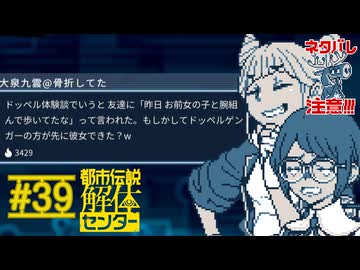 ネタバレ
注意!!!
大泉九雲@骨折してた
ドッペル体験談でいうと 友達に「昨日 お前女の子と腕組
んで歩いてたな」って言われた。もしかしてドッペルゲン
ガーの方が先に彼女できた？w
3429
#39
都市伝説
解体
センター